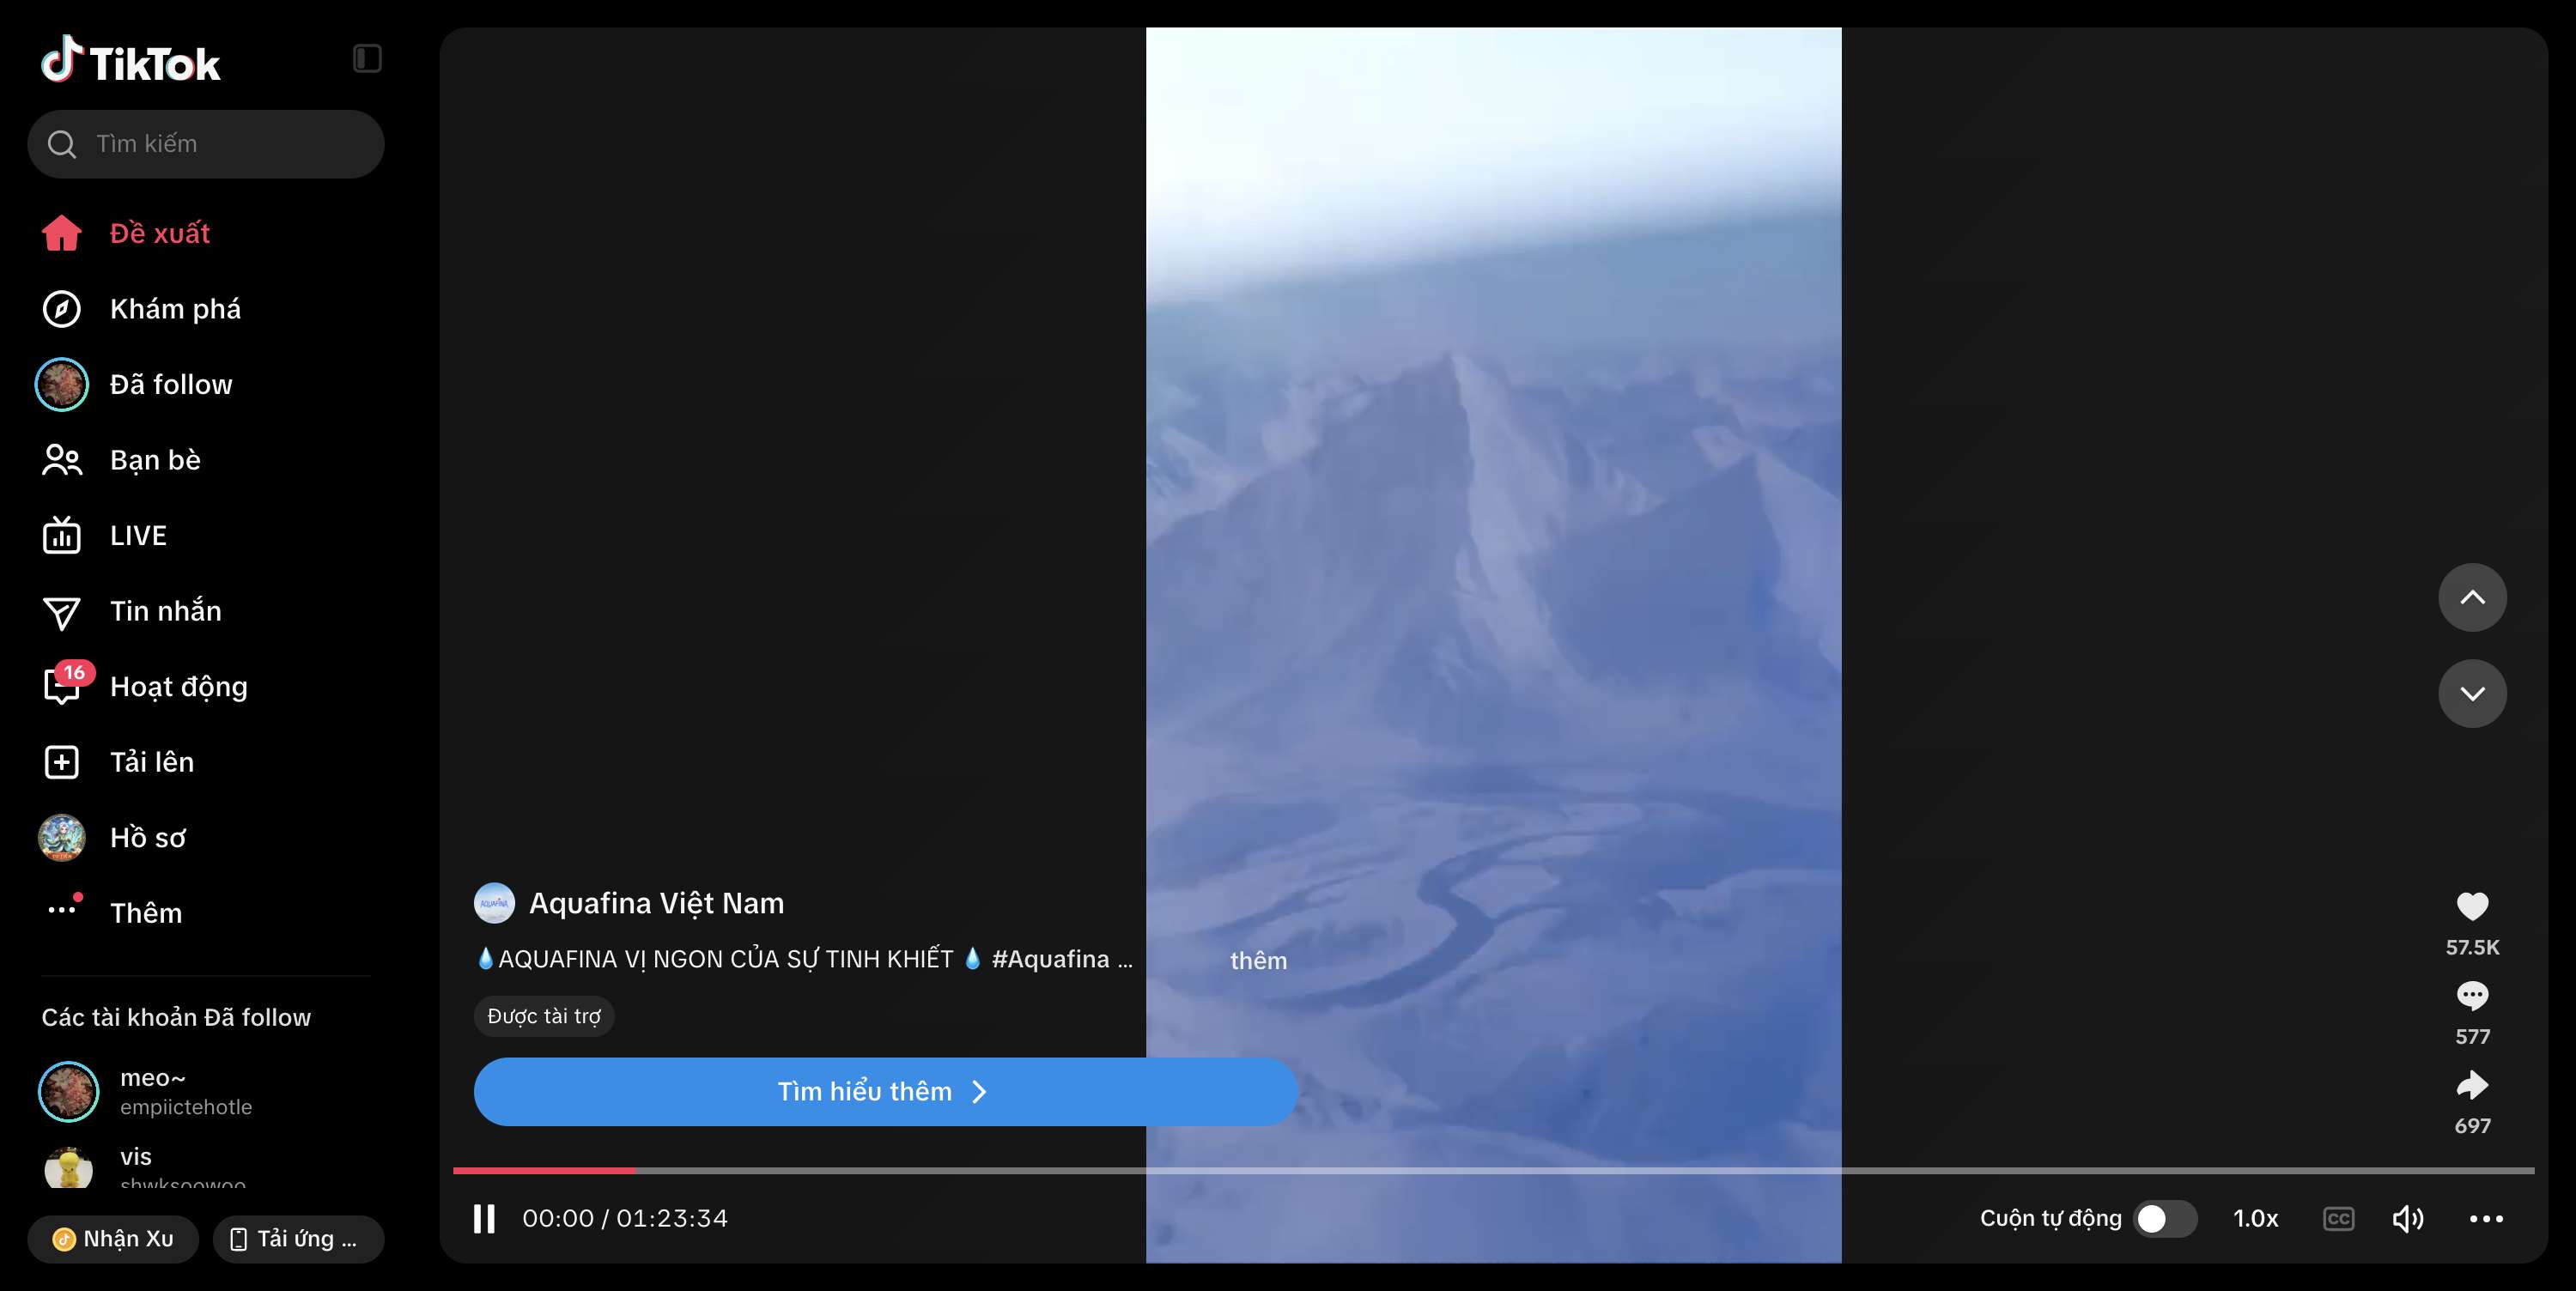 TikTok
Tìm kiếm
Đề xuất
Khám phá
Đã follow
Bạn bè
LIVE
Tin nhắn
16
Hoạt động
Tải lên
Hồ sơ
Thêm
Các tài khoản Đã follow
meo~
empiictehotle
vis
shwksoowoo
Nhận Xu
Tải ứng ...
AQUAFINA
Aquafina Việt Nam
💧AQUAFINA VỊ NGON CỦA SỰ TINH KHIẾT 💧 #Aquafina ... thêm
Được tài trợ
Tìm hiểu thêm
57.5K
577
697
00:00 / 01:23:34
Cuộn tự động
1.0x
CC